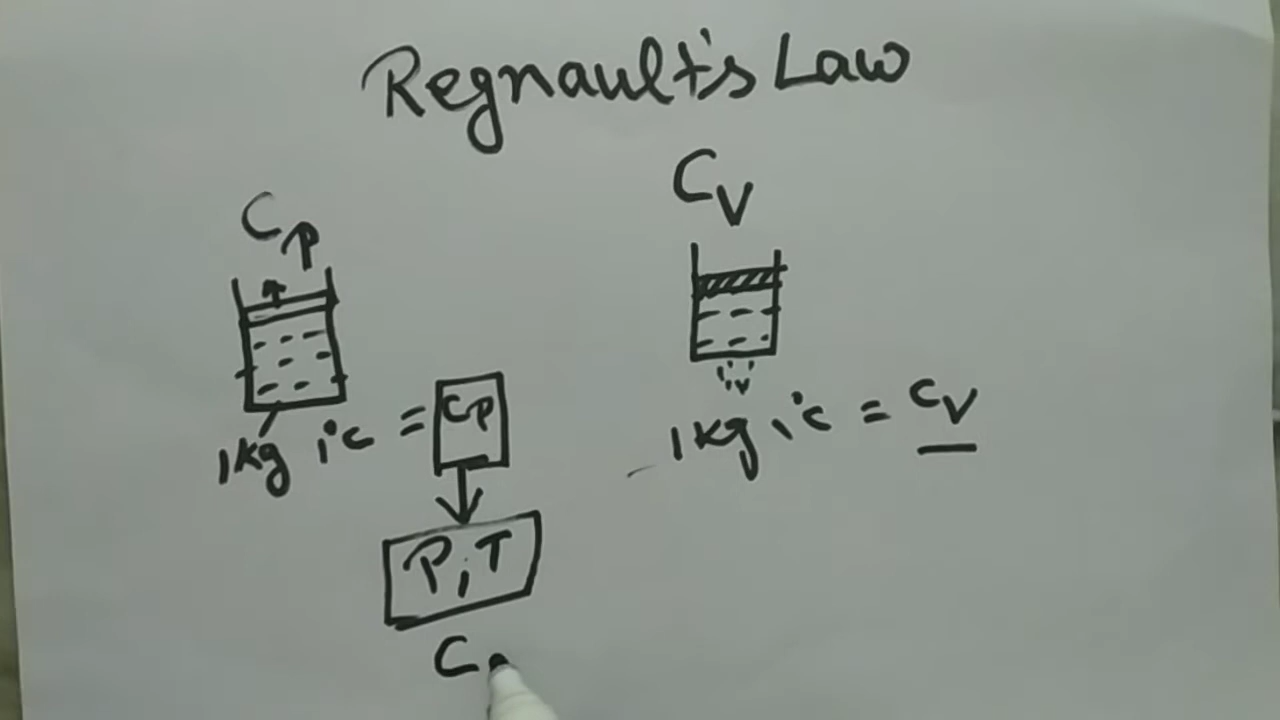 Regnault's Law
Cp
Cv
1kg 1°c = Cp
1kg 1°c = Cv
P, T
C